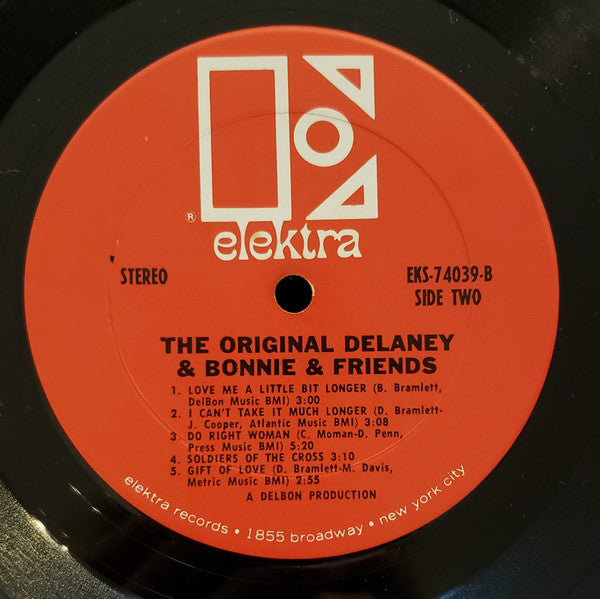 ®
elektra
STEREO
EKS-74039-B
SIDE TWO
THE ORIGINAL DELANEY
& BONNIE & FRIENDS
1. LOVE ME A LITTLE BIT LONGER (B. Bramlett,
DelBon Music BMI) 3:00
2. I CAN'T TAKE IT MUCH LONGER (D. Bramlett-
J. Cooper, Atlantic Music BMI) 3:08
3. DO RIGHT WOMAN (C. Moman-D. Penn,
Press Music BMI) 5:20
4. SOLDIERS OF THE CROSS 3:10
5. GIFT OF LOVE (D. Bramlett-M. Davis,
Metric Music BMI) 2:55
A DELBON PRODUCTION
elektra records • 1855 broadway • new york city